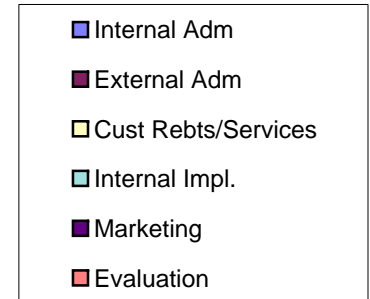 Internal Adm
External Adm
Cust Rebts/Services
Internal Impl.
Marketing
Evaluation